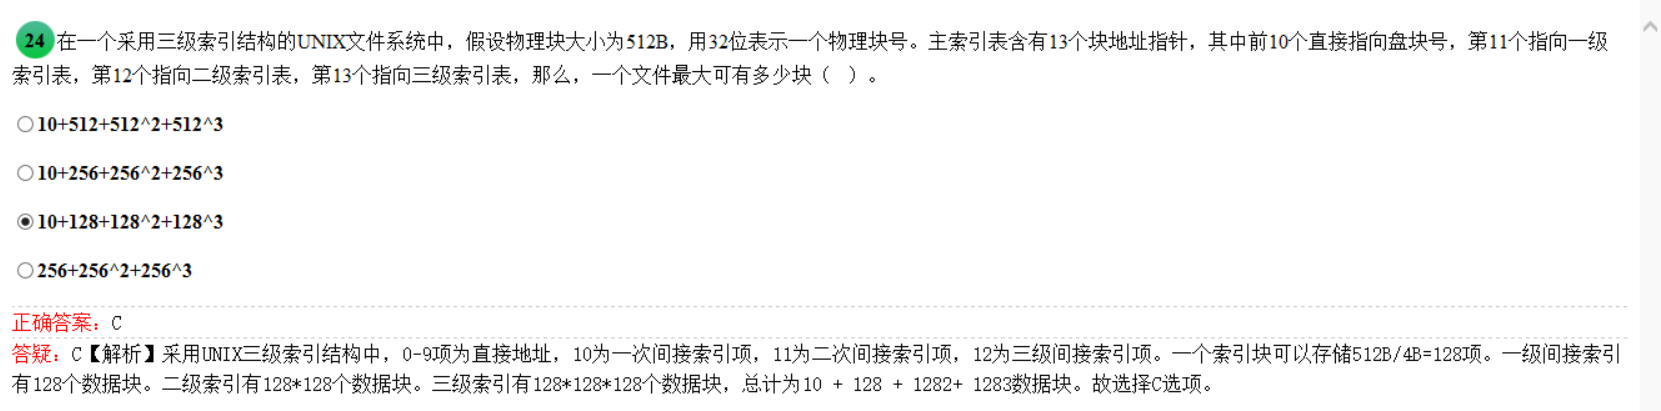 24 在一个采用三级索引结构的UNIX文件系统中，假设物理块大小为512B，用32位表示一个物理块号。主索引表含有13个块地址指针，其中前10个直接指向盘块号，第11个指向一级
索引表，第12个指向二级索引表，第13个指向三级索引表，那么，一个文件最大可有多少块（ ）。
10+512+512^2+512^3
10+256+256^2+256^3
10+128+128^2+128^3
256+256^2+256^3
正确答案：C
答疑：C【解析】采用UNIX三级索引结构中，0-9项为直接地址，10为一次间接索引项，11为二次间接索引项，12为三级间接索引项。一个索引块可以存储512B/4B=128项。一级间接索引
有128个数据块。二级索引有128*128个数据块。三级索引有128*128*128个数据块，总计为10 + 128 + 1282+ 1283数据块。故选择C选项。